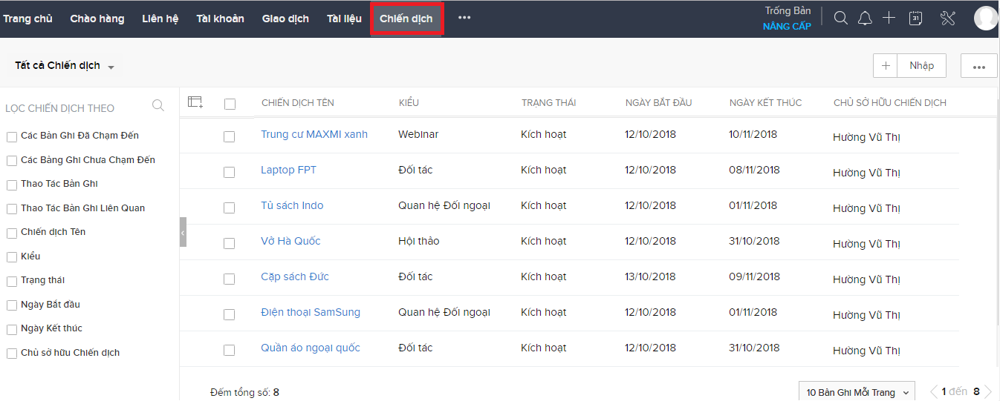 Trang chủ Chào hàng Liên hệ Tài khoản Giao dịch Tài liệu Chiến dịch ••• Trống Bản
NÂNG CẤP
31
Tất cả Chiến dịch
+ Nhập •••
LỌC CHIẾN DỊCH THEO
Các Bản Ghi Đã Chạm Đến
Các Bảng Ghi Chưa Chạm Đến
Thao Tác Bản Ghi
Thao Tác Bản Ghi Liên Quan
Chiến dịch Tên
Kiểu
Trạng thái
Ngày Bắt đầu
Ngày Kết thúc
Chủ sở hữu Chiến dịch
CHIẾN DỊCH TÊN KIỂU TRẠNG THÁI NGÀY BẮT ĐẦU NGÀY KẾT THÚC CHỦ SỞ HỮU CHIẾN DỊCH
Trung cư MAXMI xanh Webinar Kích hoạt 12/10/2018 10/11/2018 Hường Vũ Thị
Laptop FPT Đối tác Kích hoạt 12/10/2018 08/11/2018 Hường Vũ Thị
Tủ sách Indo Quan hệ Đối ngoại Kích hoạt 12/10/2018 01/11/2018 Hường Vũ Thị
Vở Hà Quốc Hội thảo Kích hoạt 12/10/2018 31/10/2018 Hường Vũ Thị
Cặp sách Đức Đối tác Kích hoạt 13/10/2018 09/11/2018 Hường Vũ Thị
Điện thoại SamSung Quan hệ Đối ngoại Kích hoạt 12/10/2018 01/11/2018 Hường Vũ Thị
Quần áo ngoại quốc Đối tác Kích hoạt 12/10/2018 31/10/2018 Hường Vũ Thị
Đếm tổng số: 8 10 Bản Ghi Mỗi Trang 1 đến 8